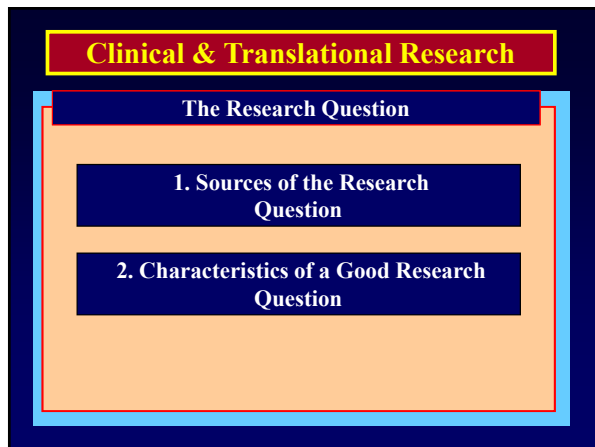 Clinical & Translational Research
The Research Question
1. Sources of the Research
Question
2. Characteristics of a Good Research
Question